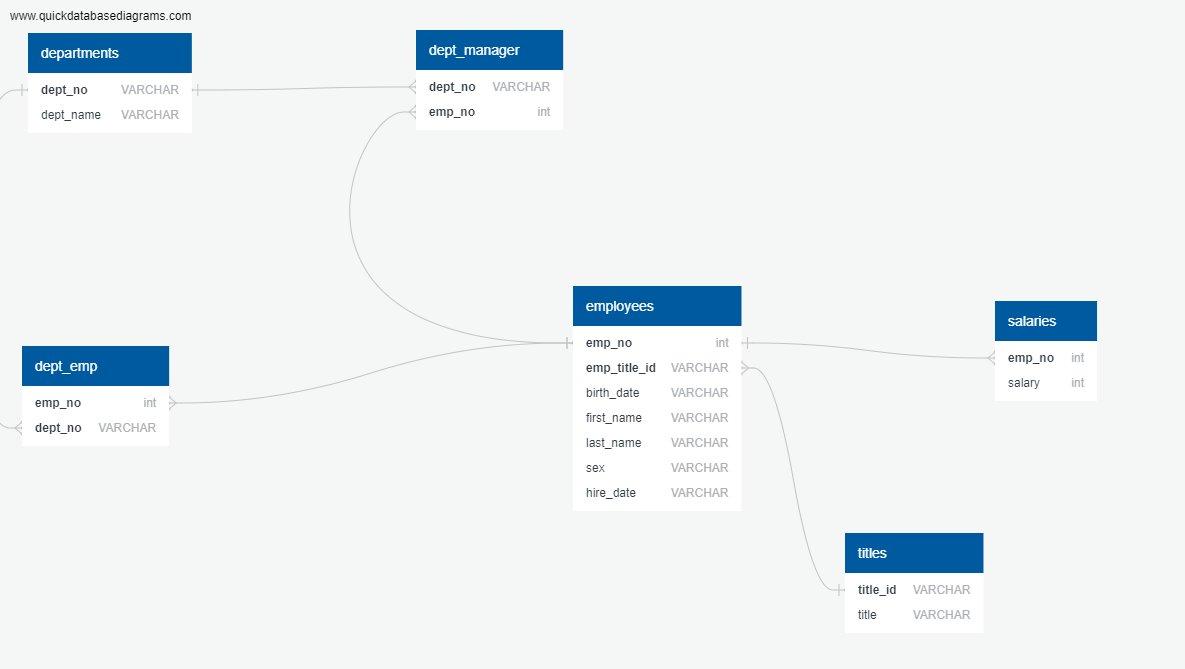 www.quickdatabasediagrams.com
departments
dept_no VARCHAR
dept_name VARCHAR
dept_manager
dept_no VARCHAR
emp_no int
employees
emp_no int
emp_title_id VARCHAR
birth_date VARCHAR
first_name VARCHAR
last_name VARCHAR
sex VARCHAR
hire_date VARCHAR
salaries
emp_no int
salary int
dept_emp
emp_no int
dept_no VARCHAR
titles
title_id VARCHAR
title VARCHAR